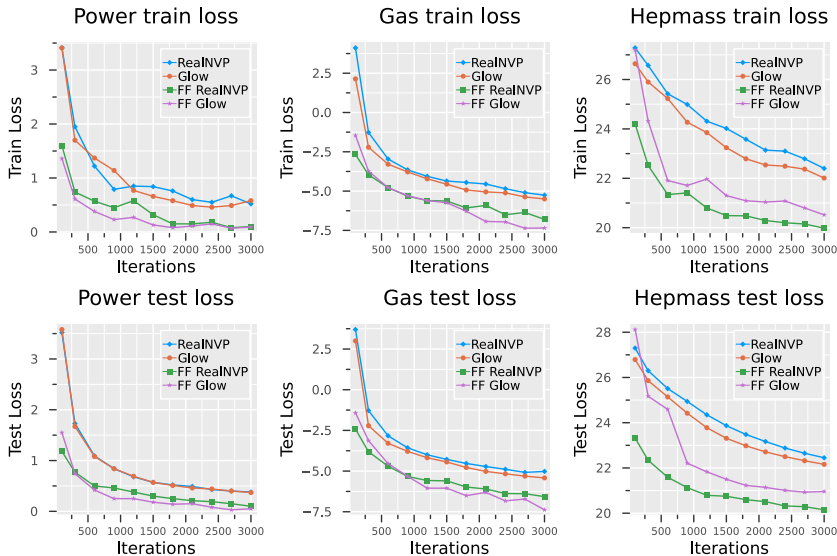 Power train loss
Train Loss
3
2
1
0
RealNVP
Glow
FF RealNVP
FF Glow
500 1000 1500 2000 2500 3000
Iterations
Gas train loss
Train Loss
2.5
0.0
−2.5
−5.0
−7.5
RealNVP
Glow
FF RealNVP
FF Glow
500 1000 1500 2000 2500 3000
Iterations
Hepmass train loss
Train Loss
26
24
22
20
RealNVP
Glow
FF RealNVP
FF Glow
500 1000 1500 2000 2500 3000
Iterations
Power test loss
Test Loss
3
2
1
0
RealNVP
Glow
FF RealNVP
FF Glow
500 1000 1500 2000 2500 3000
Iterations
Gas test loss
Test Loss
2.5
0.0
−2.5
−5.0
−7.5
RealNVP
Glow
FF RealNVP
FF Glow
500 1000 1500 2000 2500 3000
Iterations
Hepmass test loss
Test Loss
28
26
24
22
20
RealNVP
Glow
FF RealNVP
FF Glow
500 1000 1500 2000 2500 3000
Iterations